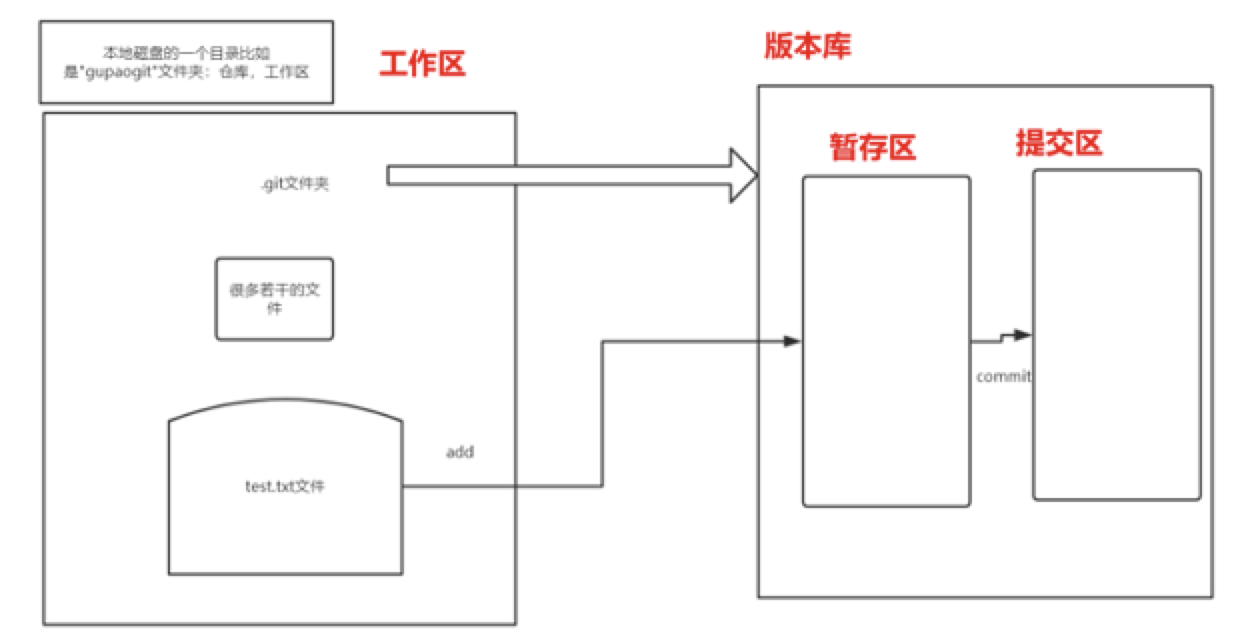 本地磁盘的一个目录比如
是"gupaogit"文件夹：仓库，工作区
工作区
版本库
.git文件夹
暂存区
提交区
很多若干的文
件
commit
add
test.txt文件